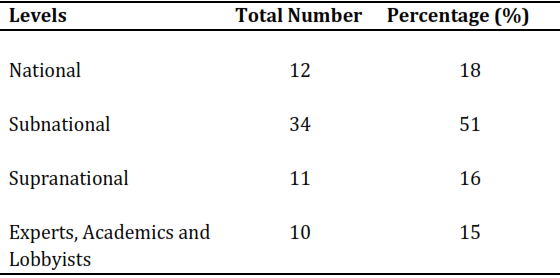 Levels Total Number Percentage (%)
National 12 18
Subnational 34 51
Supranational 11 16
Experts, Academics and 10 15
Lobbyists